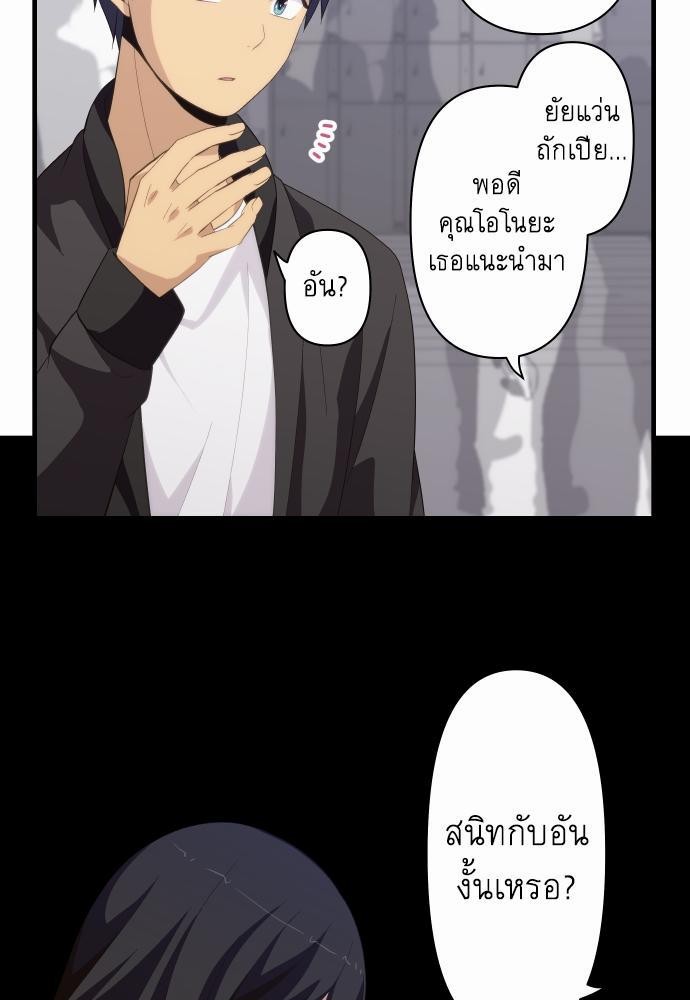 ยัยแว่น
ถักเปีย...
พอดี
คุณโอโนยะ
เธอแนะนำมา
อัน?
สนิทกับอัน
งั้นเหรอ?